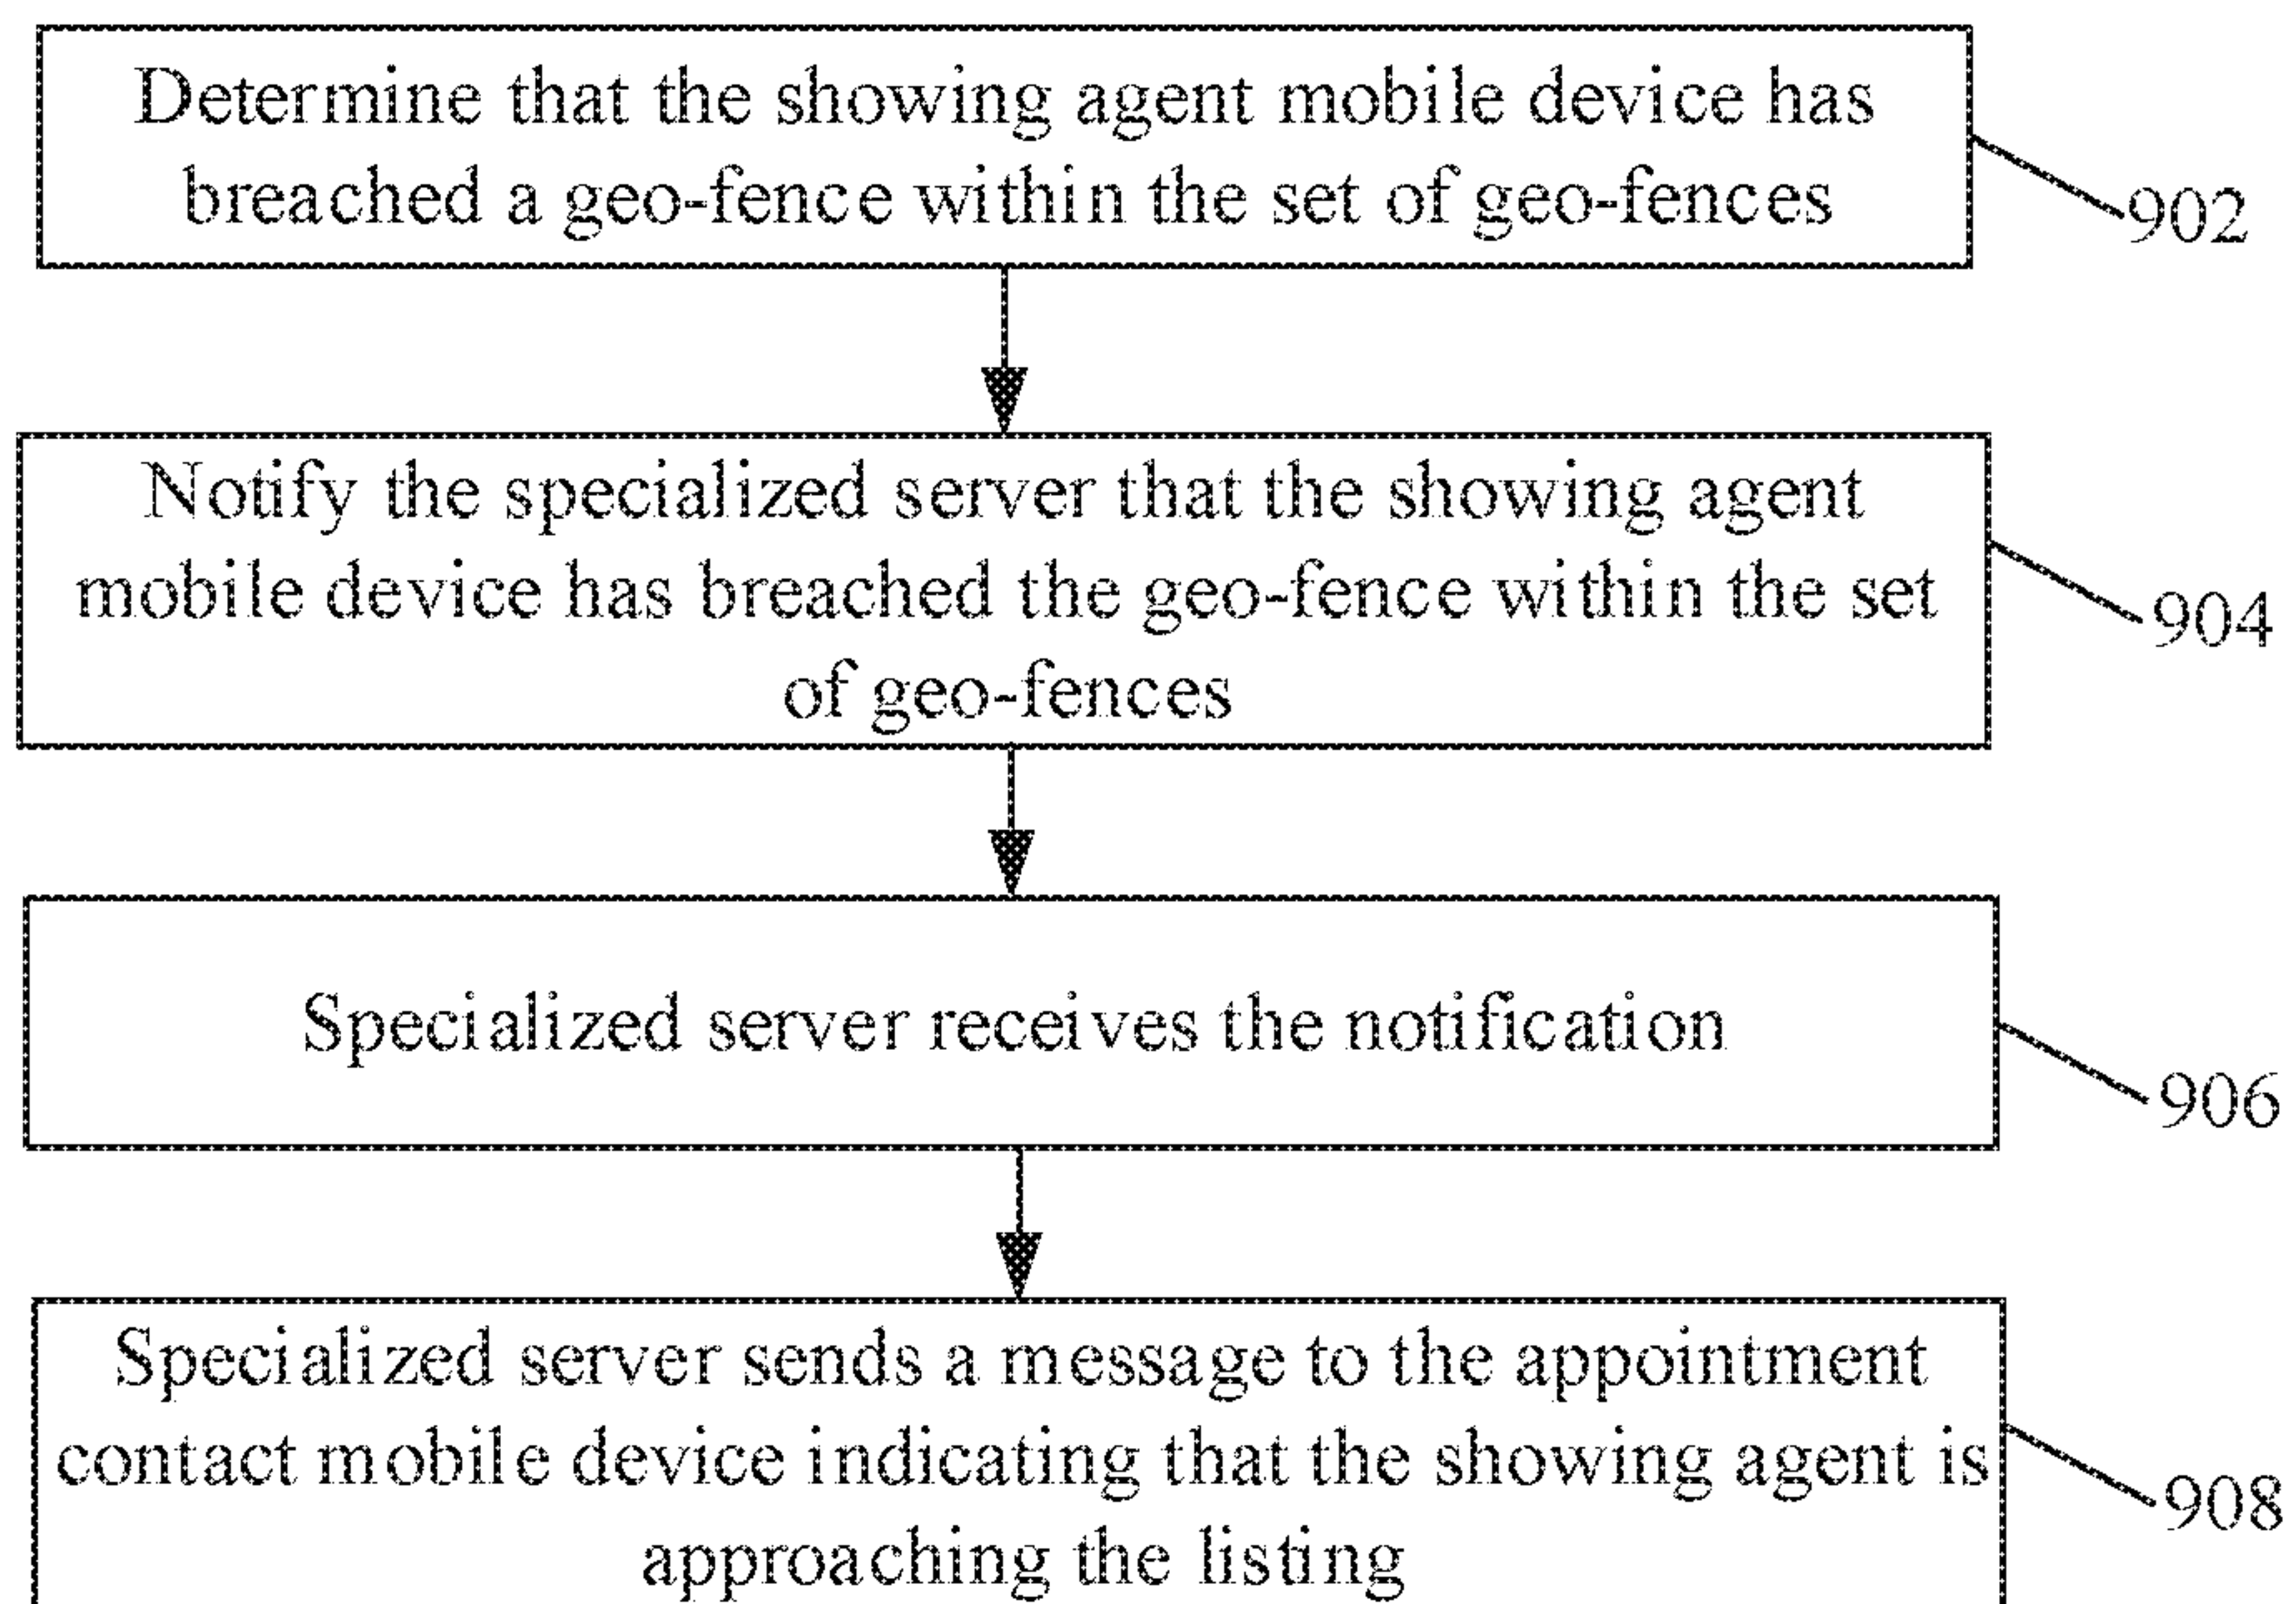 Determine that the showing agent mobile device has
breached a geo-fence within the set of geo-fences
902
Notify the specialized server that the showing agent
mobile device has breached the geo-fence within the set
of geo-fences
904
Specialized server receives the notification
906
Specialized server sends a message to the appointment
contact mobile device indicating that the showing agent is
approaching the listing
908